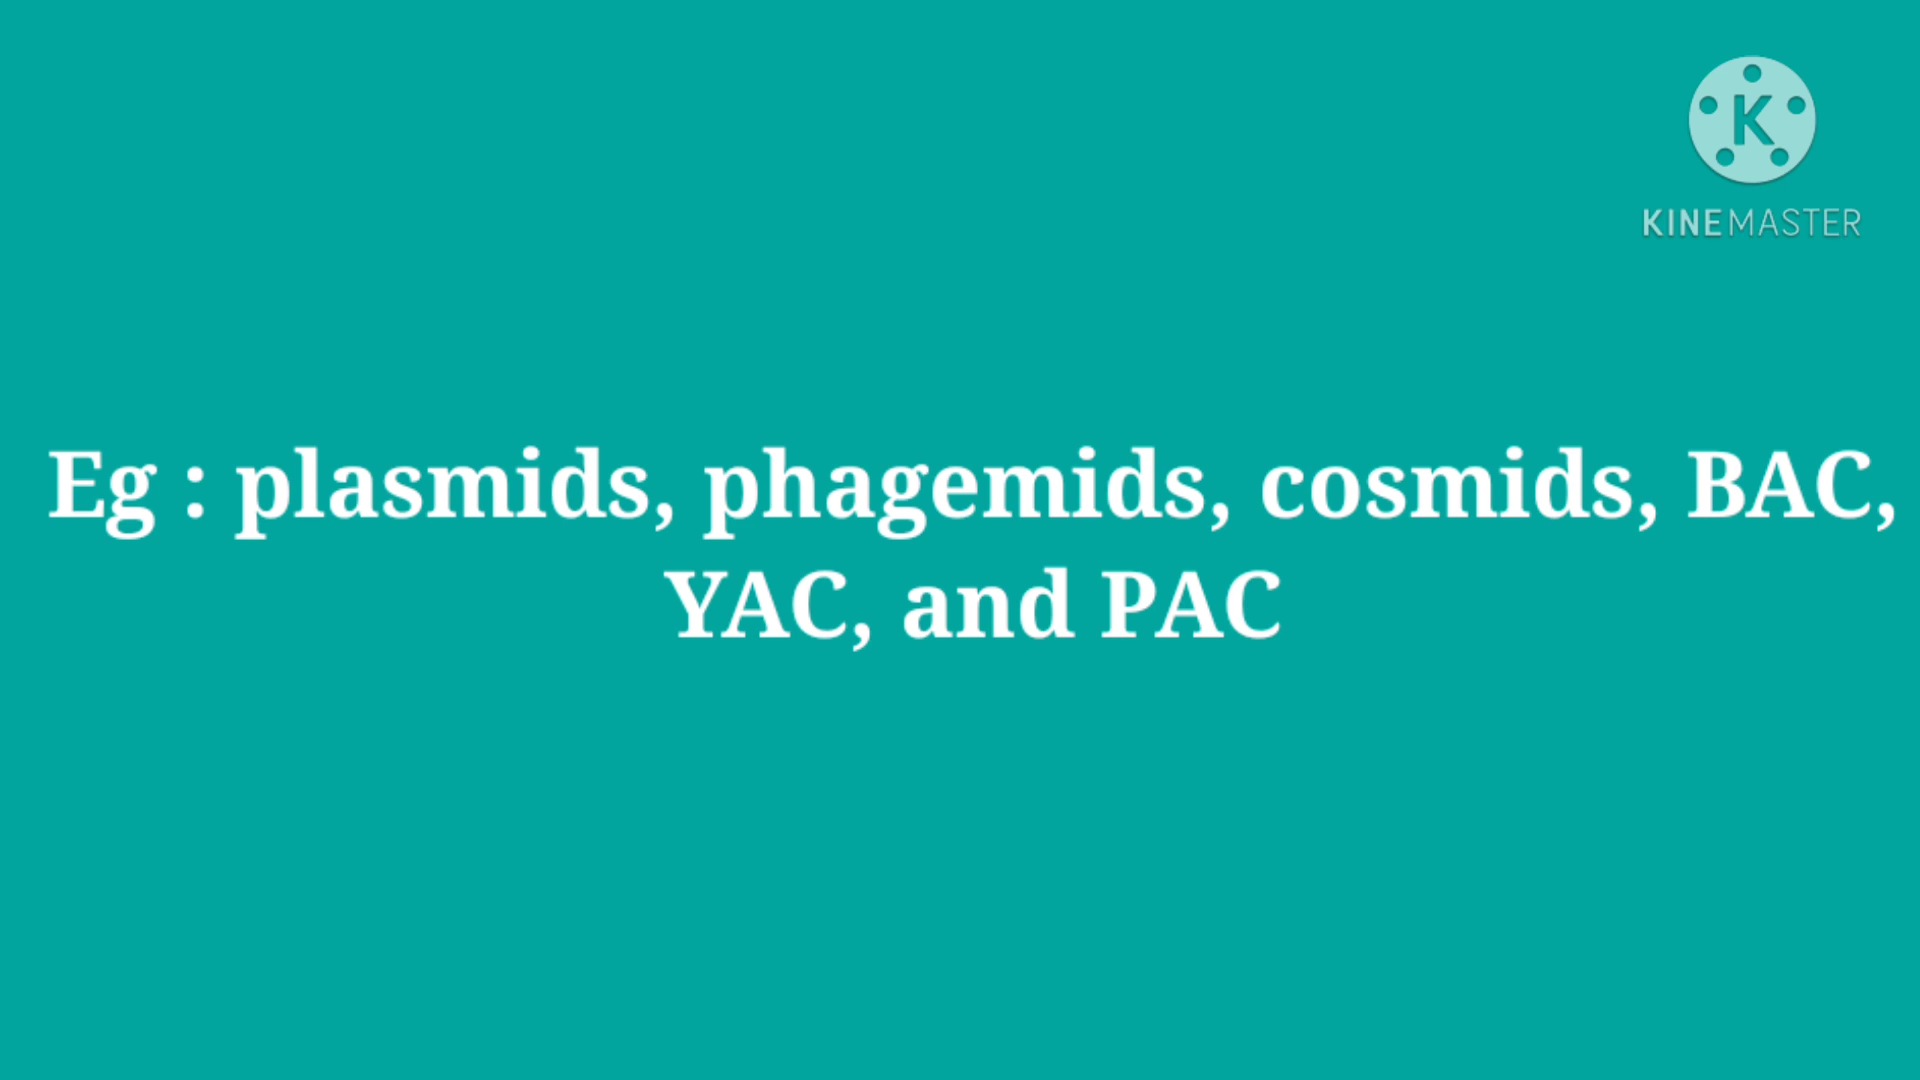 K
KINEMASTER
Eg : plasmids, phagemids, cosmids, BAC,
YAC, and PAC